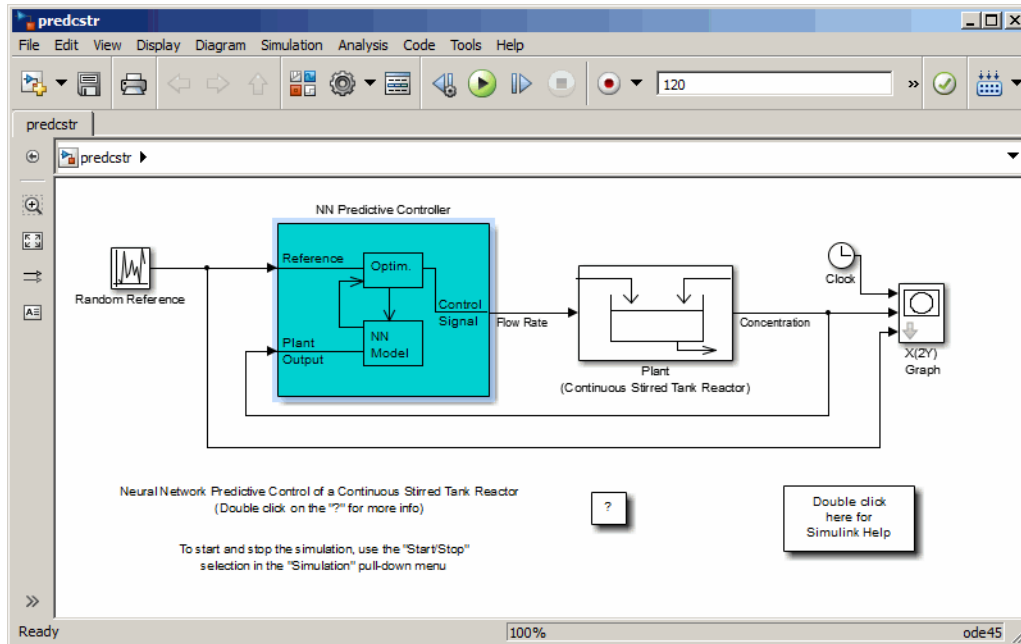 predcstr
File Edit View Display Diagram Simulation Analysis Code Tools Help
120
»
predcstr
predcstr
NN Predictive Controller
Reference
Optim.
Control
Signal
Plant
Output
NN
Model
Random Reference
Flow Rate
Concentration
Plant
(Continuous Stirred Tank Reactor)
Clock
X(2Y)
Graph
A
Neural Network Predictive Control of a Continuous Stirred Tank Reactor
(Double click on the "?" for more info)
?
Double click
here for
Simulink Help
To start and stop the simulation, use the "Start/Stop"
selection in the "Simulation" pull-down menu
»
Ready 100% ode45